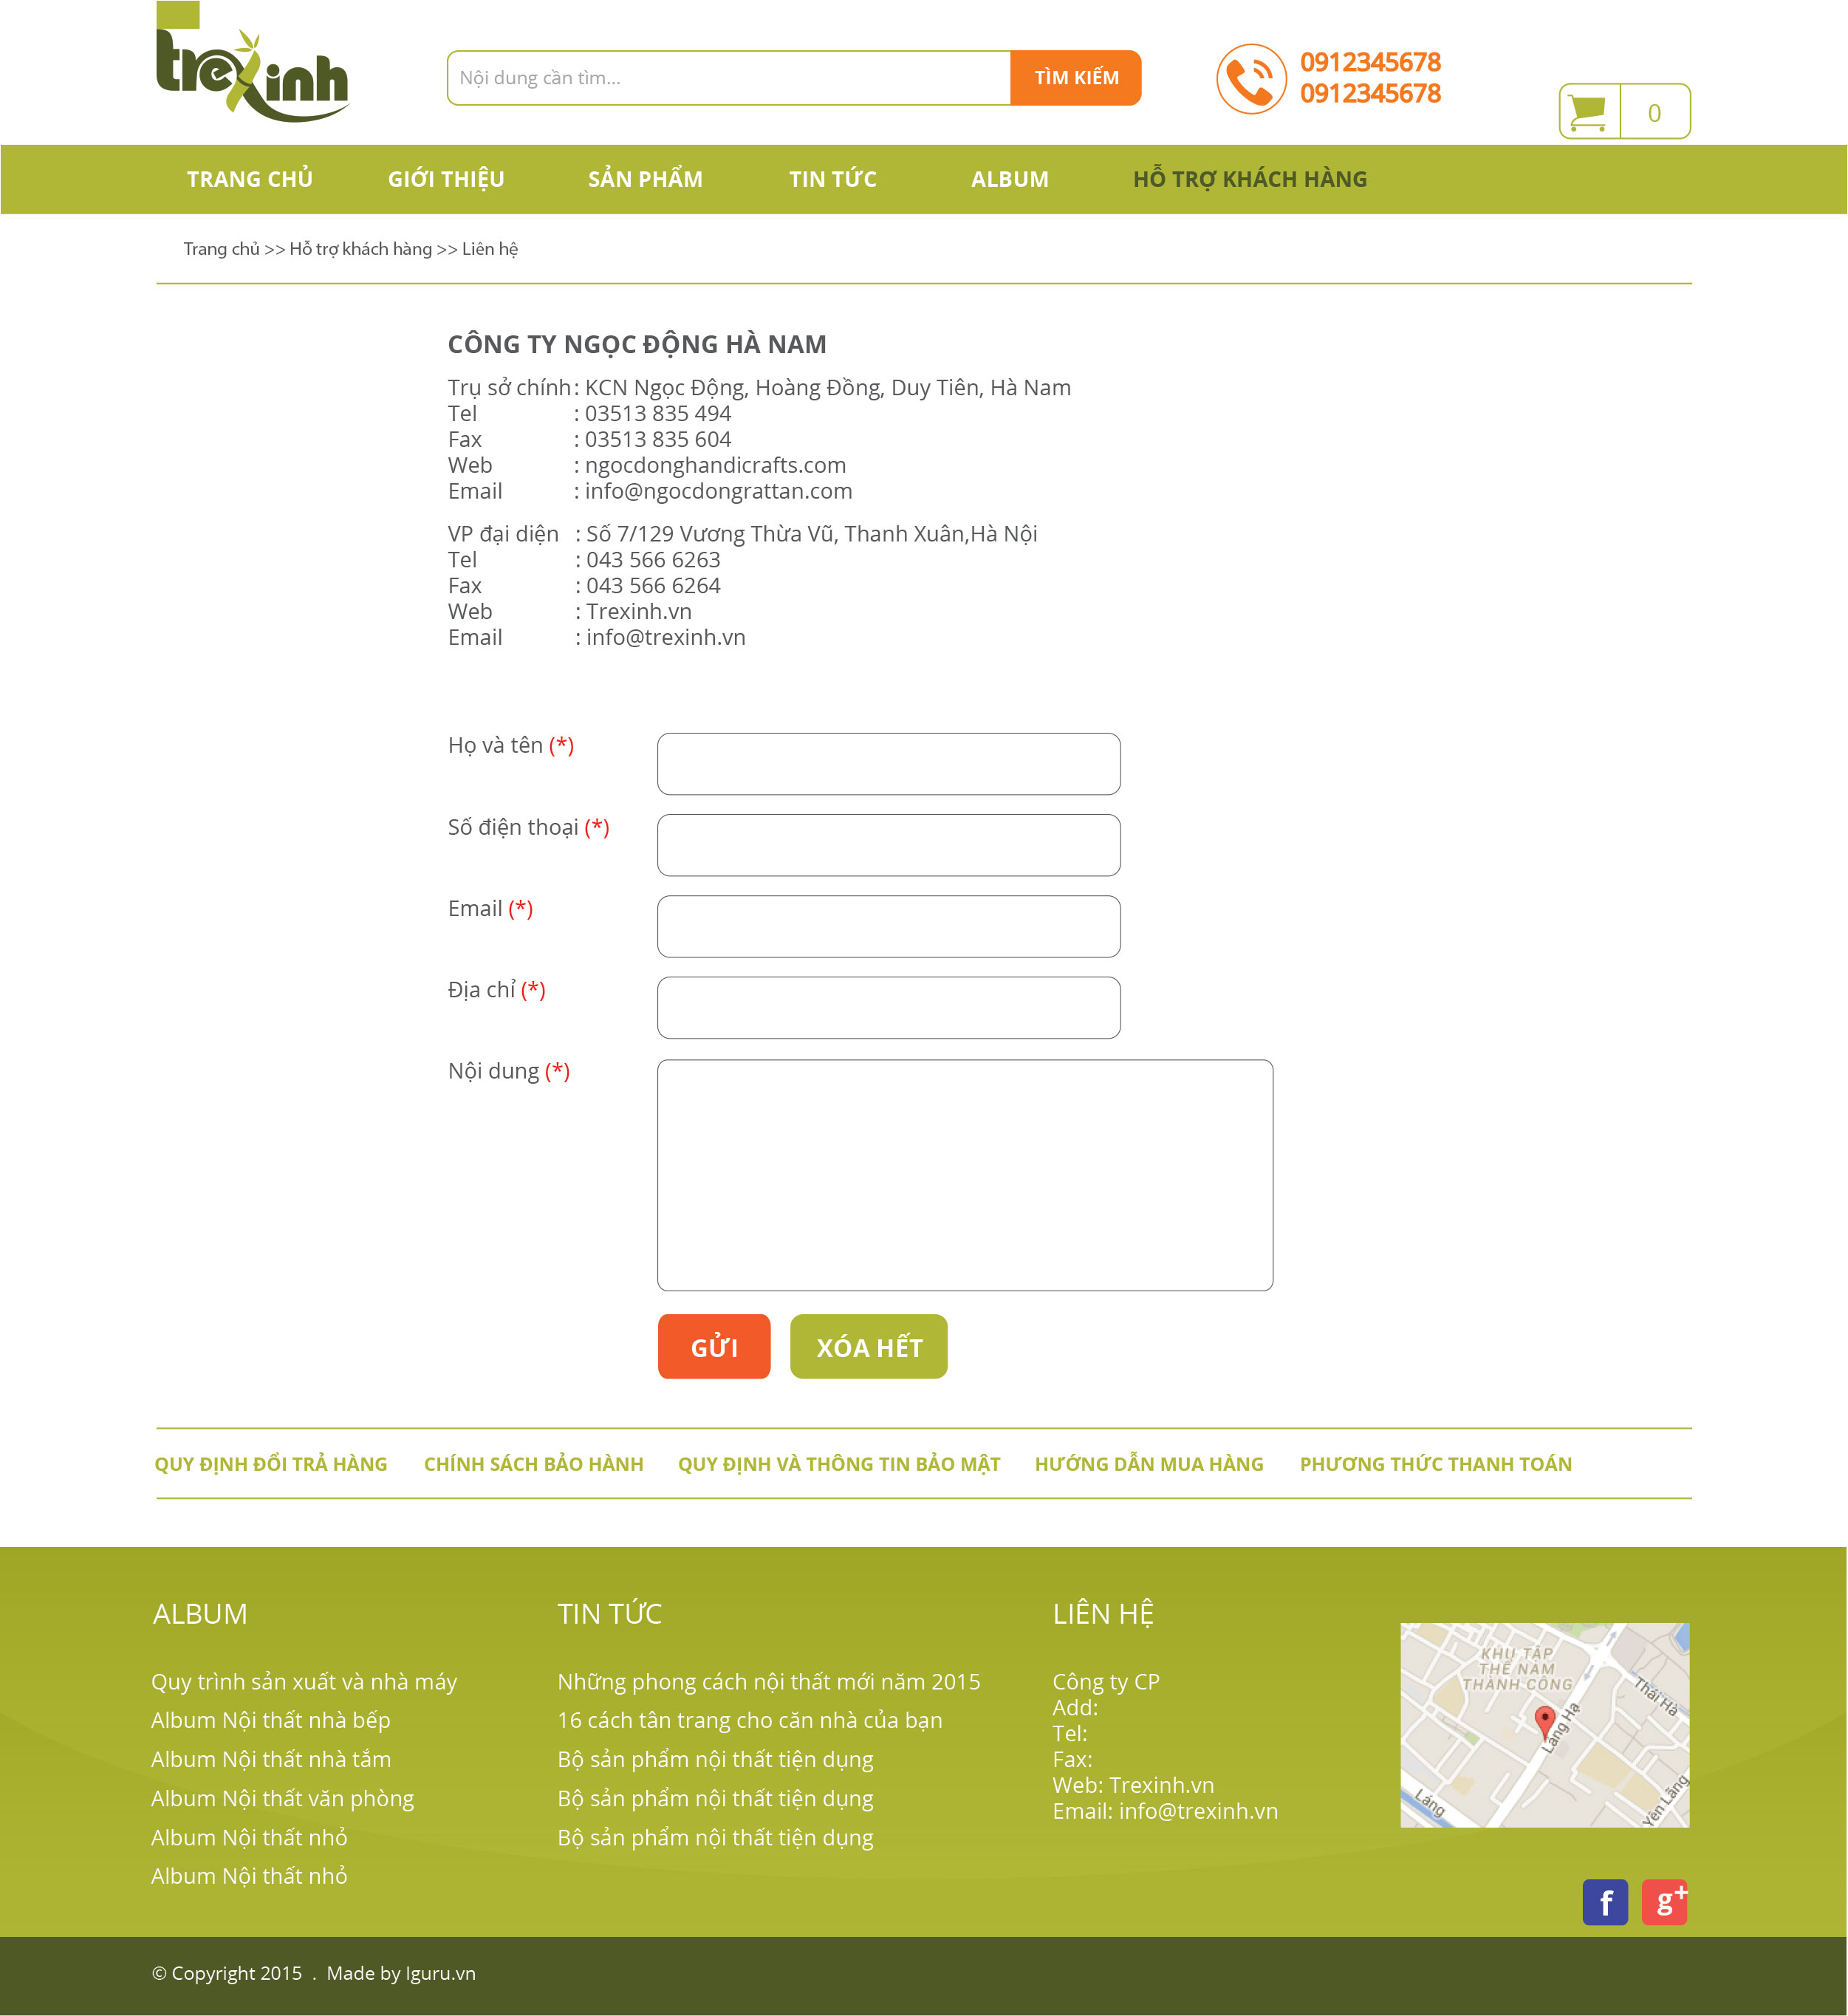 trexinh
Nội dung cần tìm...
TÌM KIẾM
0912345678
0912345678
0
TRANG CHỦ GIỚI THIỆU SẢN PHẨM TIN TỨC ALBUM HỖ TRỢ KHÁCH HÀNG
Trang chủ >> Hỗ trợ khách hàng >> Liên hệ
CÔNG TY NGỌC ĐỘNG HÀ NAM
Trụ sở chính : KCN Ngọc Động, Hoàng Đồng, Duy Tiên, Hà Nam
Tel : 03513 835 494
Fax : 03513 835 604
Web : ngocdonghandicrafts.com
Email : info@ngocdongrattan.com
VP đại diện : Số 7/129 Vương Thừa Vũ, Thanh Xuân,Hà Nội
Tel : 043 566 6263
Fax : 043 566 6264
Web : Trexinh.vn
Email : info@trexinh.vn
Họ và tên (*)
Số điện thoại (*)
Email (*)
Địa chỉ (*)
Nội dung (*)
GỬI XÓA HẾT
QUY ĐỊNH ĐỔI TRẢ HÀNG CHÍNH SÁCH BẢO HÀNH QUY ĐỊNH VÀ THÔNG TIN BẢO MẬT HƯỚNG DẪN MUA HÀNG PHƯƠNG THỨC THANH TOÁN
ALBUM
Quy trình sản xuất và nhà máy
Album Nội thất nhà bếp
Album Nội thất nhà tắm
Album Nội thất văn phòng
Album Nội thất nhỏ
Album Nội thất nhỏ
TIN TỨC
Những phong cách nội thất mới năm 2015
16 cách tân trang cho căn nhà của bạn
Bộ sản phẩm nội thất tiện dụng
Bộ sản phẩm nội thất tiện dụng
Bộ sản phẩm nội thất tiện dụng
LIÊN HỆ
Công ty CP
Add:
Tel:
Fax:
Web: Trexinh.vn
Email: info@trexinh.vn
KHU TẬP
THỂ NAM
THÀNH CÔNG
Thái Hà
Láng Hạ
Láng
Yên Lãng
f g+
© Copyright 2015 . Made by Iguru.vn